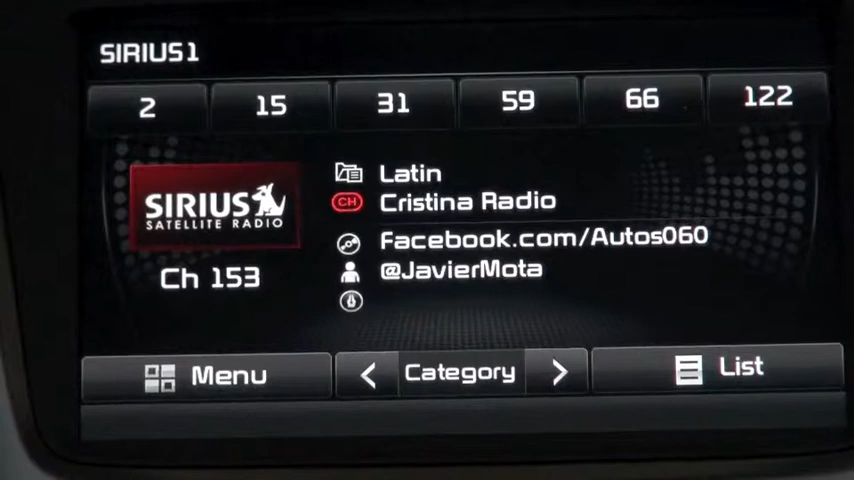 SIRIUS1
2 15 31 59 66 122
Latin
CH Cristina Radio
SIRIUS
SATELLITE RADIO
Facebook.com/Autos060
@JavierMota
Ch 153
Menu < Category > List